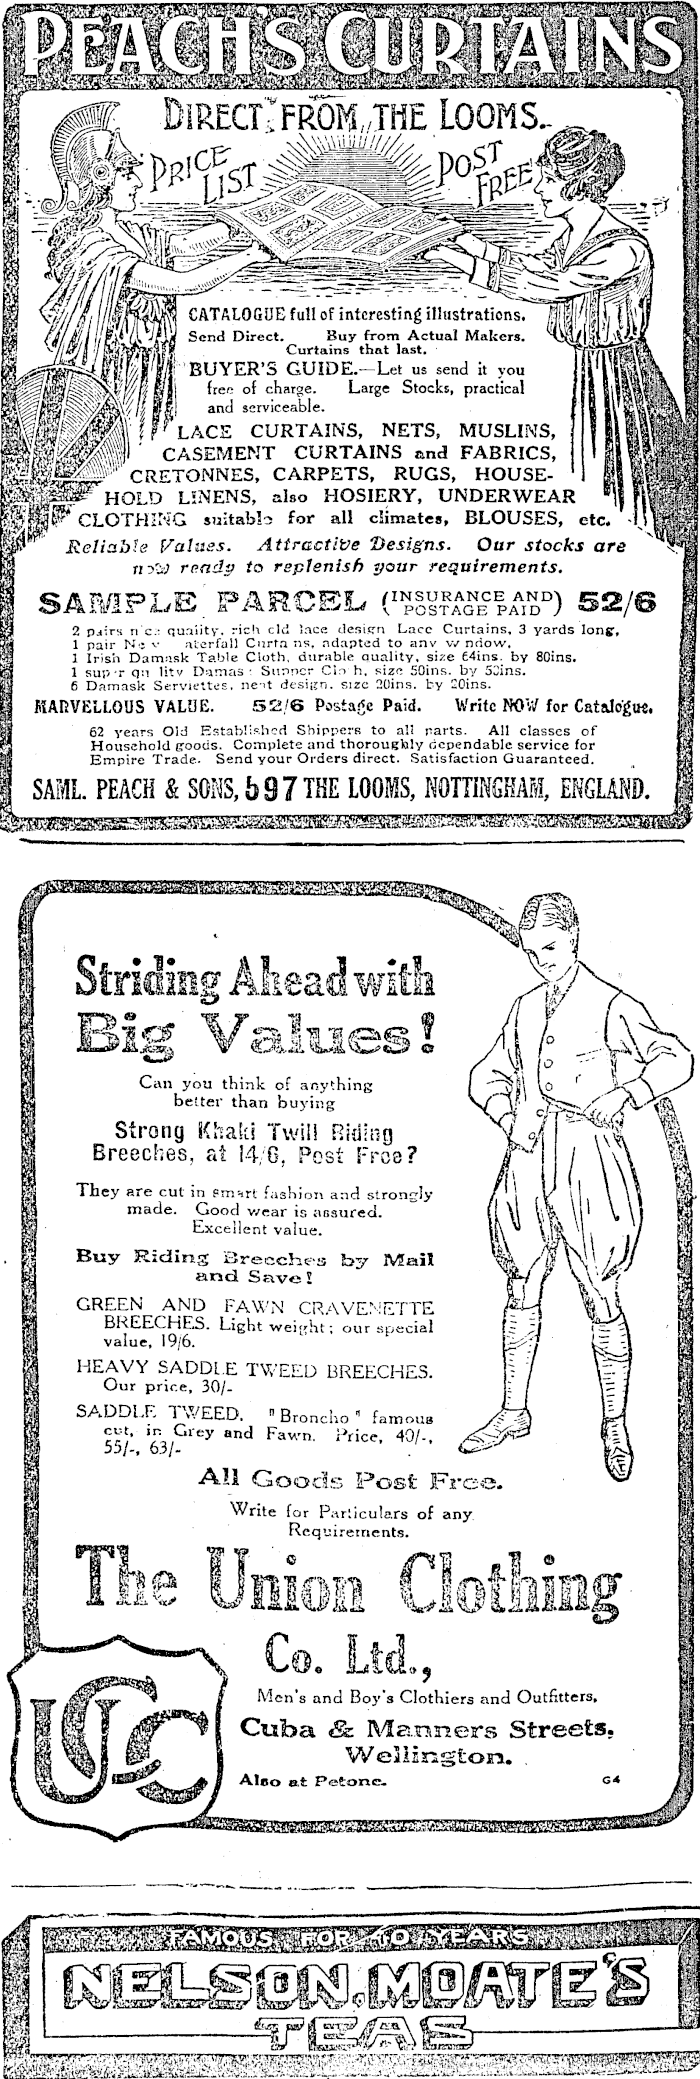 PEACH'S CURTAINS
DIRECT FROM THE LOOMS.
PRICE
LIST
POST
FREE
CATALOGUE full of interesting illustrations.
Send Direct. Buy from Actual Makers.
Curtains that last.
BUYER'S GUIDE.—Let us send it you
free of charge. Large Stocks, practical
and serviceable.
LACE CURTAINS, NETS, MUSLINS,
CASEMENT CURTAINS and FABRICS,
CRETONNES, CARPETS, RUGS, HOUSE-
HOLD LINENS, also HOSIERY, UNDERWEAR
CLOTHING suitable for all climates, BLOUSES, etc.
Reliable Values. Attractive Designs. Our stocks are
now ready to replenish your requirements.
SAMPLE PARCEL (INSURANCE AND POSTAGE PAID) 52/6
2 pairs nice quality, rich old lace design Lace Curtains, 3 yards long,
1 pair aterfall Curtains, adapted to any window,
1 Irish Damask Table Cloth, durable quality, size 64ins. by 80ins.
1 super quality Damask Supper Cloth, size 50ins. by 50ins.
6 Damask Serviettes, neat design, size 20ins. by 20ins.
MARVELLOUS VALUE. 52/6 Postage Paid. Write NOW for Catalogue.
62 years Old Established Shippers to all parts. All classes of
Household goods. Complete and thoroughly dependable service for
Empire Trade. Send your Orders direct. Satisfaction Guaranteed.
SAML. PEACH & SONS, 597 THE LOOMS, NOTTINGHAM, ENGLAND.
Striding Ahead with
Big Values!
Can you think of anything
better than buying
Strong Khaki Twill Riding
Breeches, at 14/6, Post Free?
They are cut in smart fashion and strongly
made. Good wear is assured.
Excellent value.
Buy Riding Breeches by Mail
and Save!
GREEN AND FAWN CRAVENETTE
BREECHES. Light weight; our special
value, 19/6.
HEAVY SADDLE TWEED BREECHES.
Our price, 30/-
SADDLE TWEED. "Broncho" famous
cut, in Grey and Fawn. Price, 40/-,
55/-, 63/-
All Goods Post Free.
Write for Particulars of any
Requirements.
The Union Clothing
Co. Ltd.,
Men's and Boy's Clothiers and Outfitters,
Cuba & Manners Streets,
Wellington.
Also at Petone.
G4
UCC
FAMOUS FOR 40 YEARS
NELSON, MOATE'S
TEAS